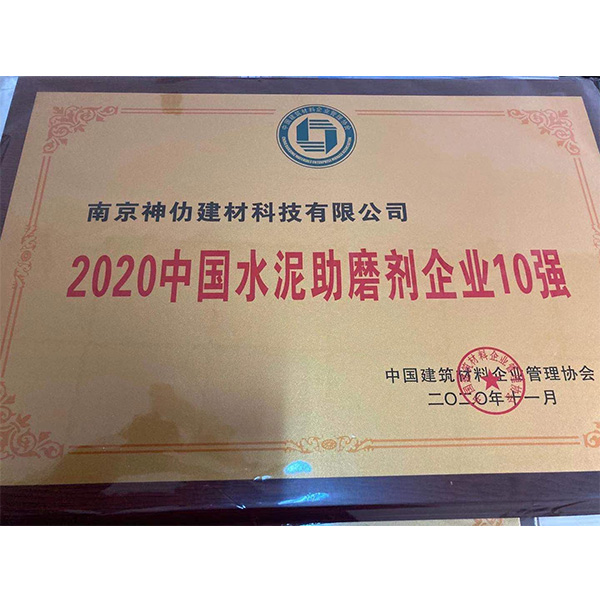 南京神仂建材科技有限公司
2020中国水泥助磨剂企业10强
中国建筑材料企业管理协会
二〇二〇年十一月